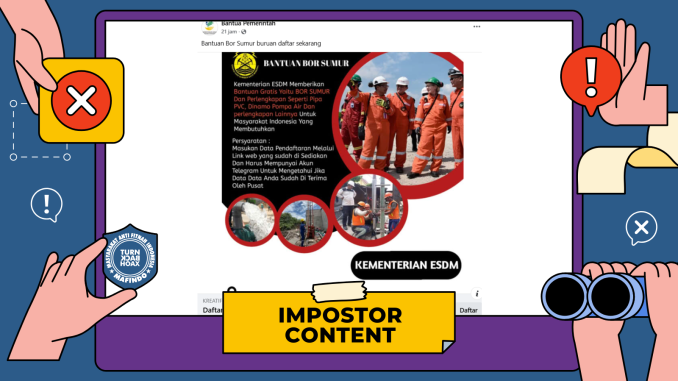 Bantua Pemerintah
21 Jam ·
Bantuan Bor Sumur buruan daftar sekarang
BANTUAN BOR SUMUR
Kementerian ESDM Memberikan
Bantuan Gratis Yaitu BOR SUMUR
Dan Perlengkapan Seperti Pipa
PVC, Dinamo Pompa Air Dan
perlengkapan Lainnya Untuk
Masyarakat Indonesia Yang
Membutuhkan
Persyaratan :
Masukan Data Pendaftaran Melalui
Link web yang sudah di Sediakan
Dan Harus Mempunyai Akun
Telegram Untuk Mengetahui Jika
Data Data Anda Sudah Di Terima
Oleh Pusat
KEMENTERIAN ESDM
MASYARAKAT ANTI FITNAH INDONESIA
TURN
BACK
HOAX
MAFINDO
KREATIF
Daftar
Daftar
IMPOSTOR
CONTENT